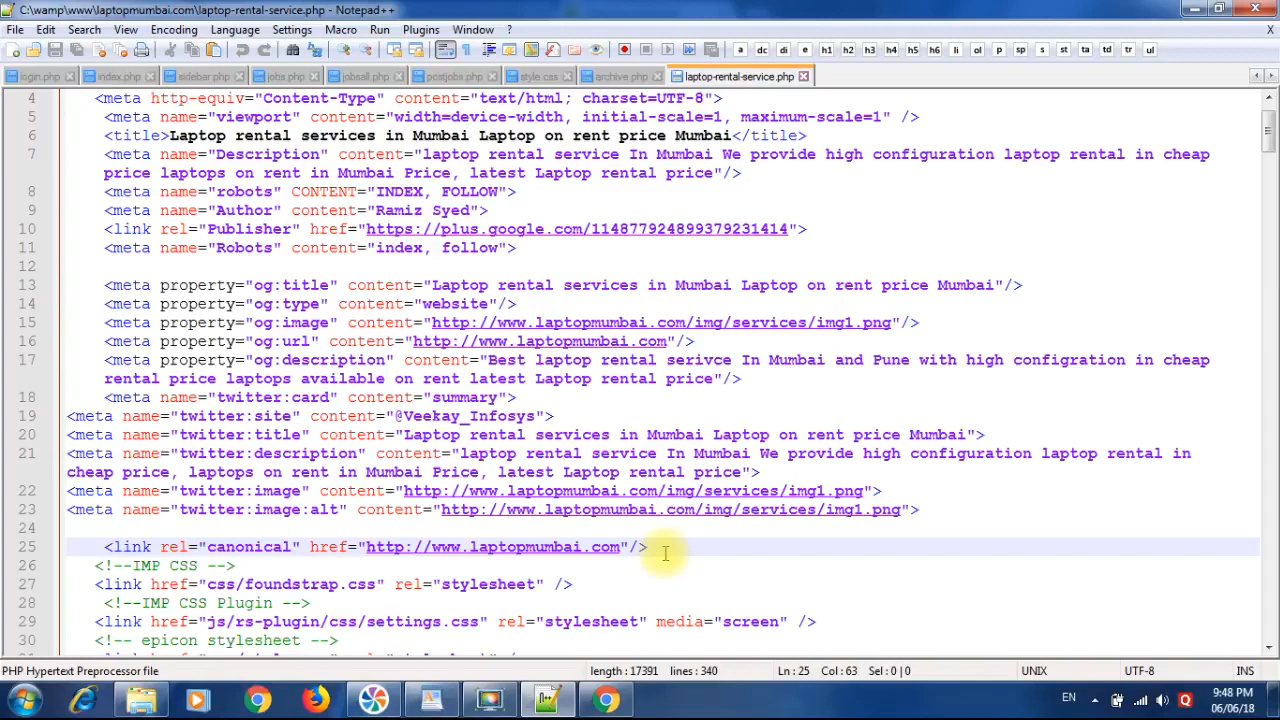 C:\wamp\www\laptopmumbai.com\laptop-rental-service.php - Notepad++
File Edit Search View Encoding Language Settings Macro Run Plugins Window ? X
a dc di e h1 h2 h3 h4 h5 h6 li ol p sp s st ta to tr ul
login.php index.php sidebar.php jobs.php jobsall.php postjobs.php style.css archive.php laptop-rental-service.php
4 <meta http-equiv="Content-Type" content="text/html; charset=UTF-8">
5 <meta name="viewport" content="width=device-width, initial-scale=1, maximum-scale=1" />
6 <title>Laptop rental services in Mumbai Laptop on rent price Mumbai</title>
7 <meta name="Description" content="laptop rental service In Mumbai We provide high configuration laptop rental in cheap
price laptops on rent in Mumbai Price, latest Laptop rental price"/>
8 <meta name="robots" CONTENT="INDEX, FOLLOW">
9 <meta name="Author" content="Ramiz Syed">
10 <link rel="Publisher" href="https://plus.google.com/114877924899379231414">
11 <meta name="Robots" content="index, follow">
12
13 <meta property="og:title" content="Laptop rental services in Mumbai Laptop on rent price Mumbai"/>
14 <meta property="og:type" content="website"/>
15 <meta property="og:image" content="http://www.laptopmumbai.com/img/services/img1.png"/>
16 <meta property="og:url" content="http://www.laptopmumbai.com"/>
17 <meta property="og:description" content="Best laptop rental serivce In Mumbai and Pune with high configration in cheap
rental price laptops available on rent latest Laptop rental price"/>
18 <meta name="twitter:card" content="summary">
19 <meta name="twitter:site" content="@Veekay_Infosys">
20 <meta name="twitter:title" content="Laptop rental services in Mumbai Laptop on rent price Mumbai">
21 <meta name="twitter:description" content="laptop rental service In Mumbai We provide high configuration laptop rental in
cheap price, laptops on rent in Mumbai Price, latest Laptop rental price">
22 <meta name="twitter:image" content="http://www.laptopmumbai.com/img/services/img1.png">
23 <meta name="twitter:image:alt" content="http://www.laptopmumbai.com/img/services/img1.png">
24
25 <link rel="canonical" href="http://www.laptopmumbai.com"/>
26 <!--IMP CSS -->
27 <link href="css/foundstrap.css" rel="stylesheet" />
28 <!--IMP CSS Plugin -->
29 <link href="js/rs-plugin/css/settings.css" rel="stylesheet" media="screen" />
30 <!-- epicon stylesheet -->
PHP Hypertext Preprocessor file length : 17391 lines : 340 Ln : 25 Col : 63 Sel : 0 | 0 UNIX UTF-8 INS
EN 9:48 PM
06/06/18